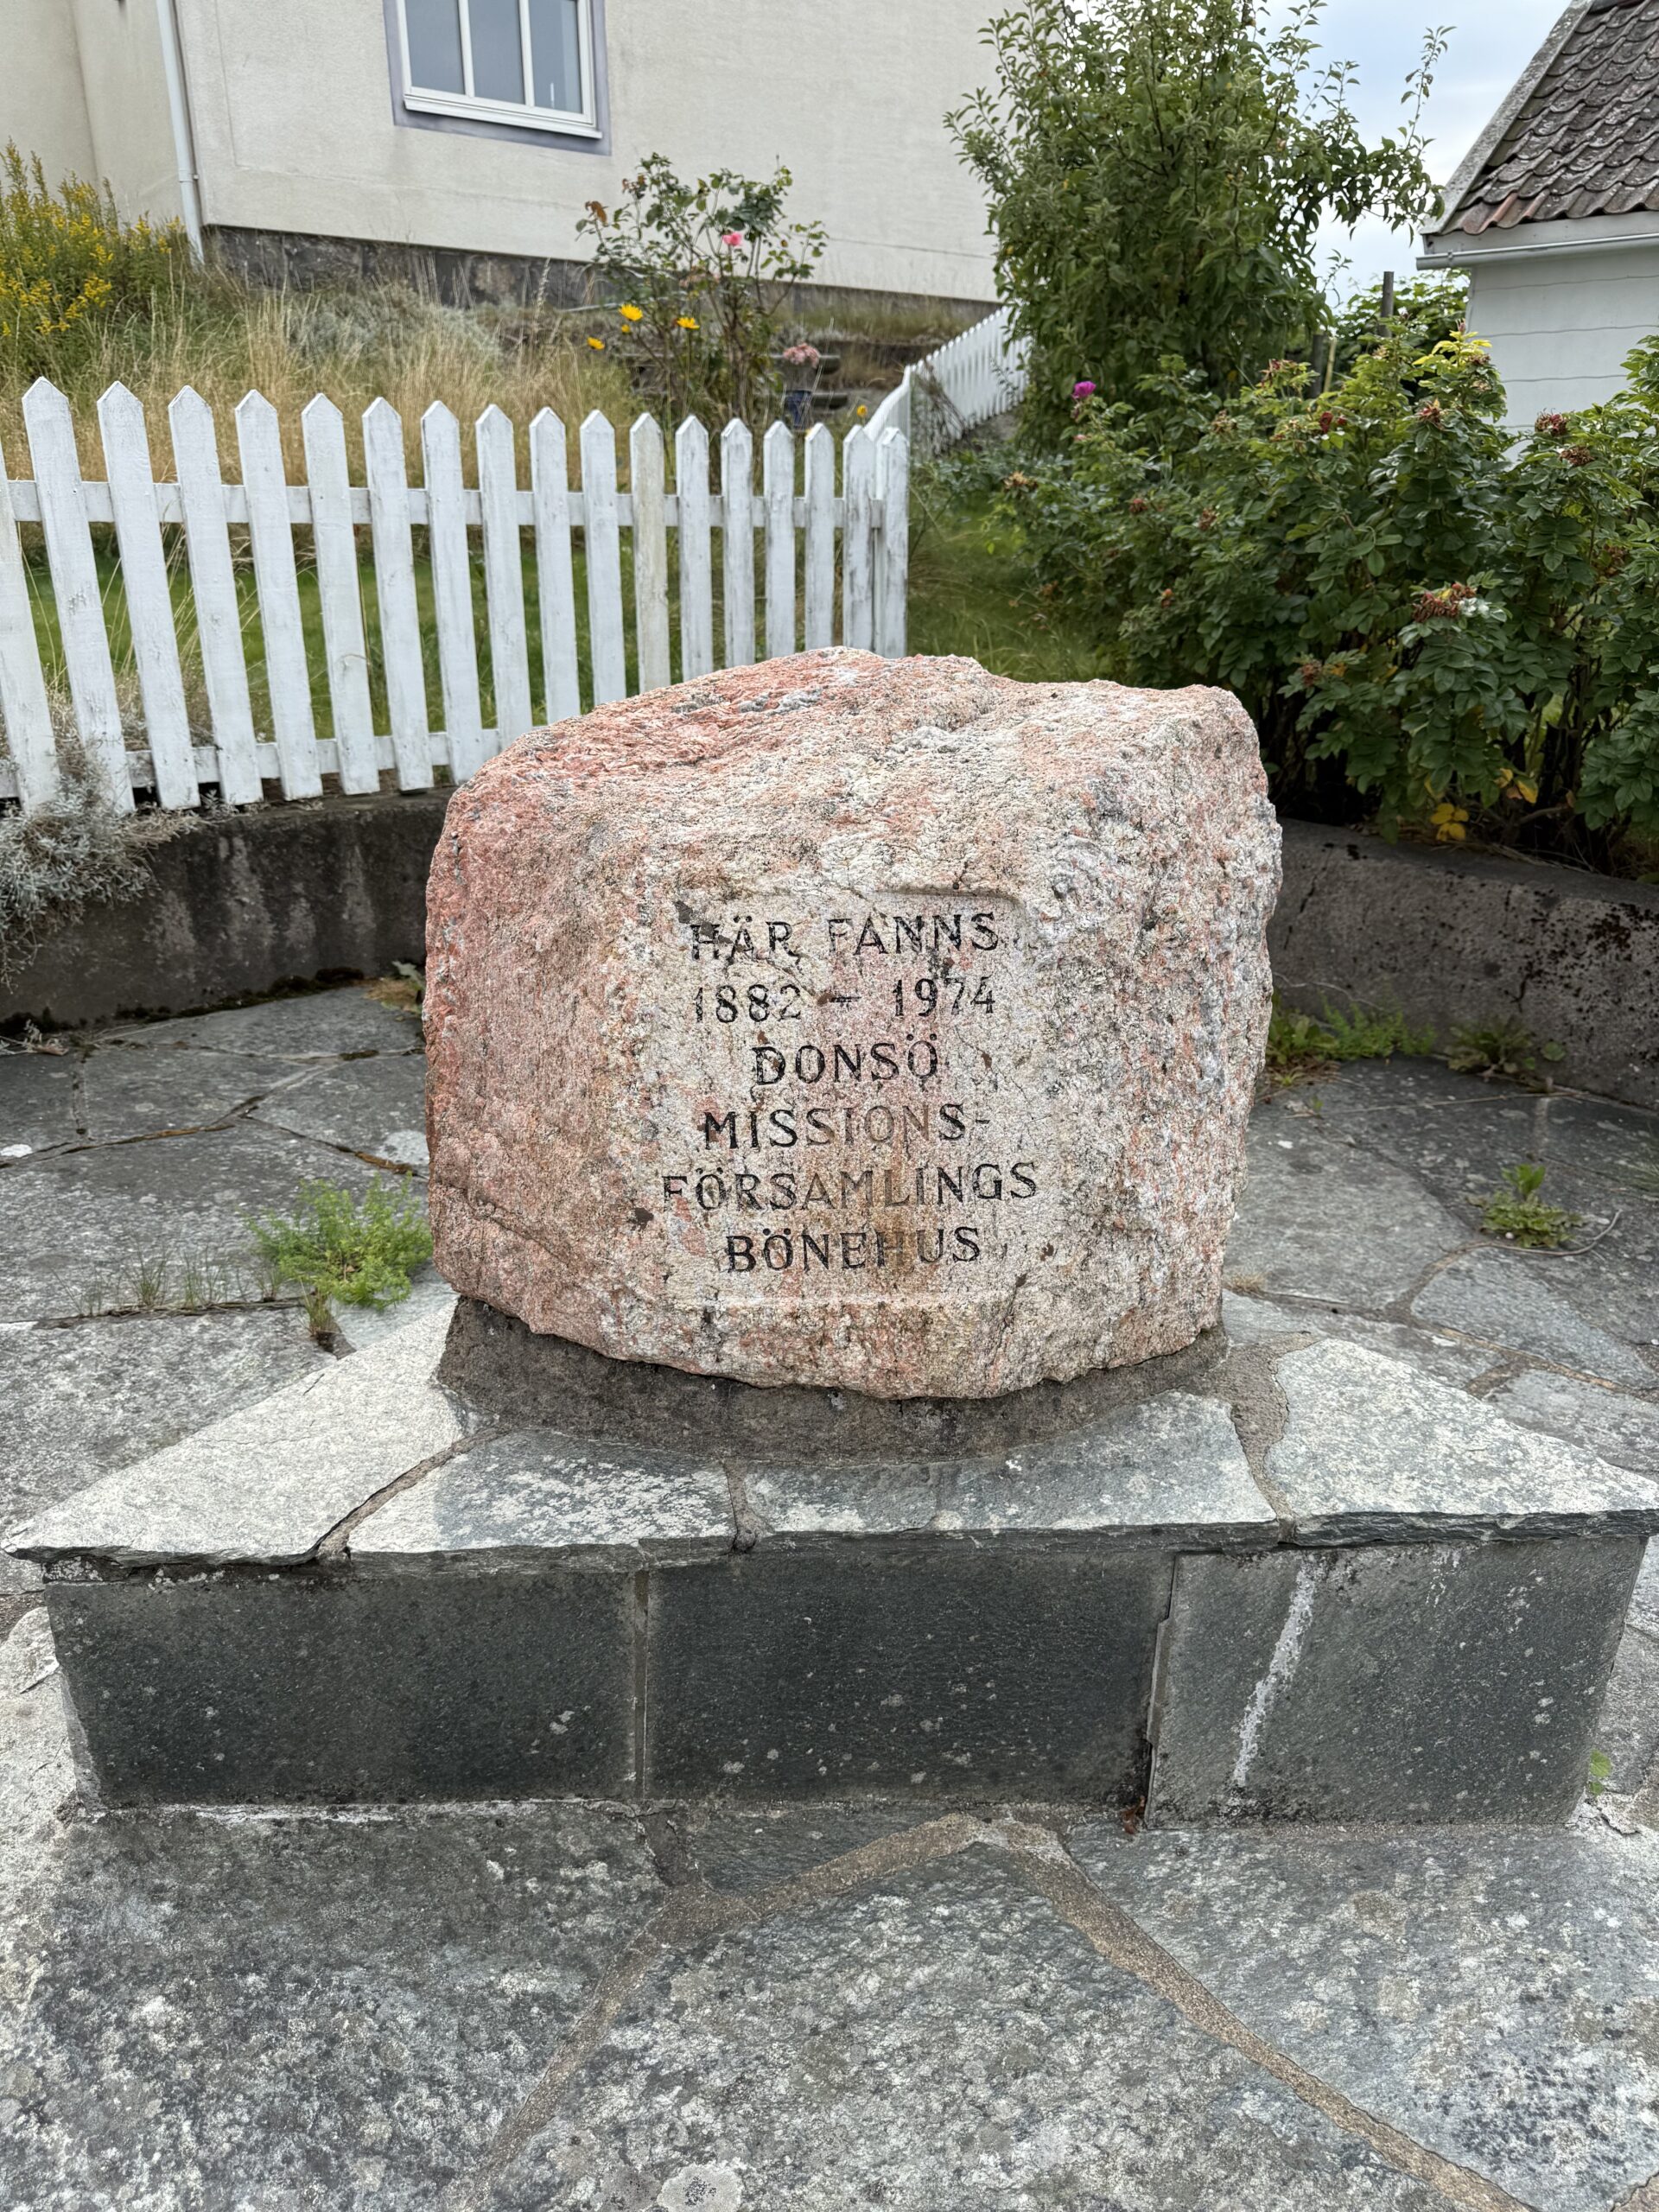 HÄR FANNS
1882 – 1974
DONSÖ
MISSIONS-
FÖRSAMLINGS
BÖNEHUS